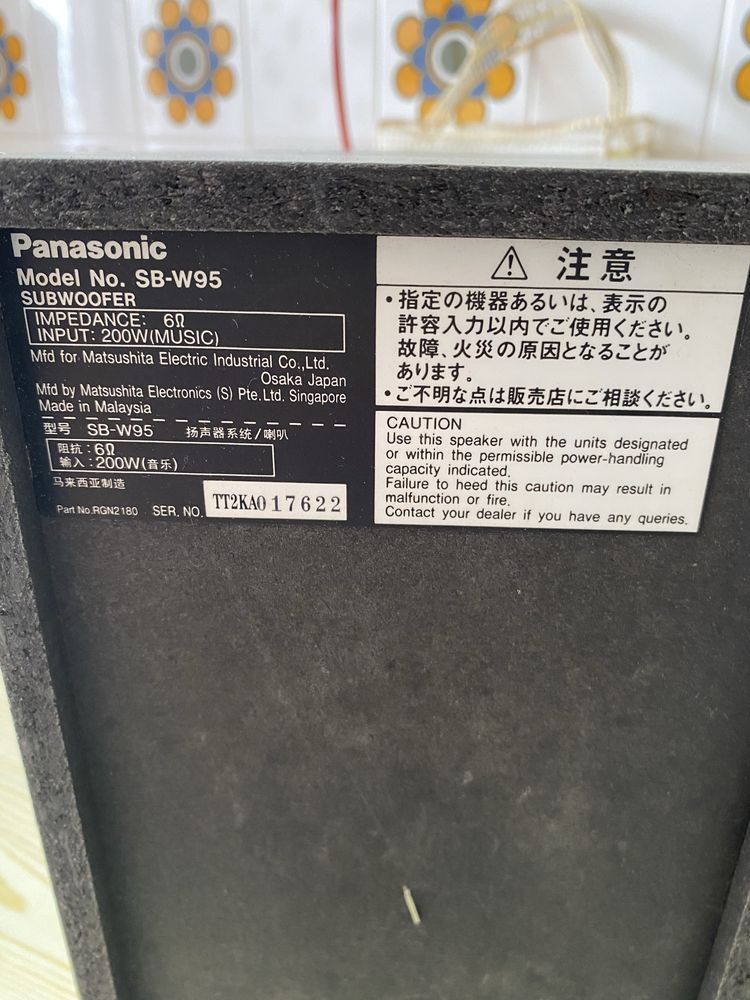 Panasonic
Model No. SB-W95
SUBWOOFER
IMPEDANCE: 6Ω
INPUT: 200W(MUSIC)
Mfd for Matsushita Electric Industrial Co.,Ltd.
Osaka Japan
Mfd by Matsushita Electronics (S) Pte.Ltd. Singapore
Made in Malaysia
型号 SB-W95 扬声器系统/喇叭
阻抗:6Ω
输入:200W(音乐)
马来西亚制造
Part No.RGN2180 SER. NO. TT2KA017622
注意
・指定の機器あるいは、表示の
許容入力以内でご使用ください。
故障、火災の原因となることが
あります。
・ご不明な点は販売店にご相談ください。
CAUTION
Use this speaker with the units designated
or within the permissible power-handling
capacity indicated.
Failure to heed this caution may result in
malfunction or fire.
Contact your dealer if you have any queries.